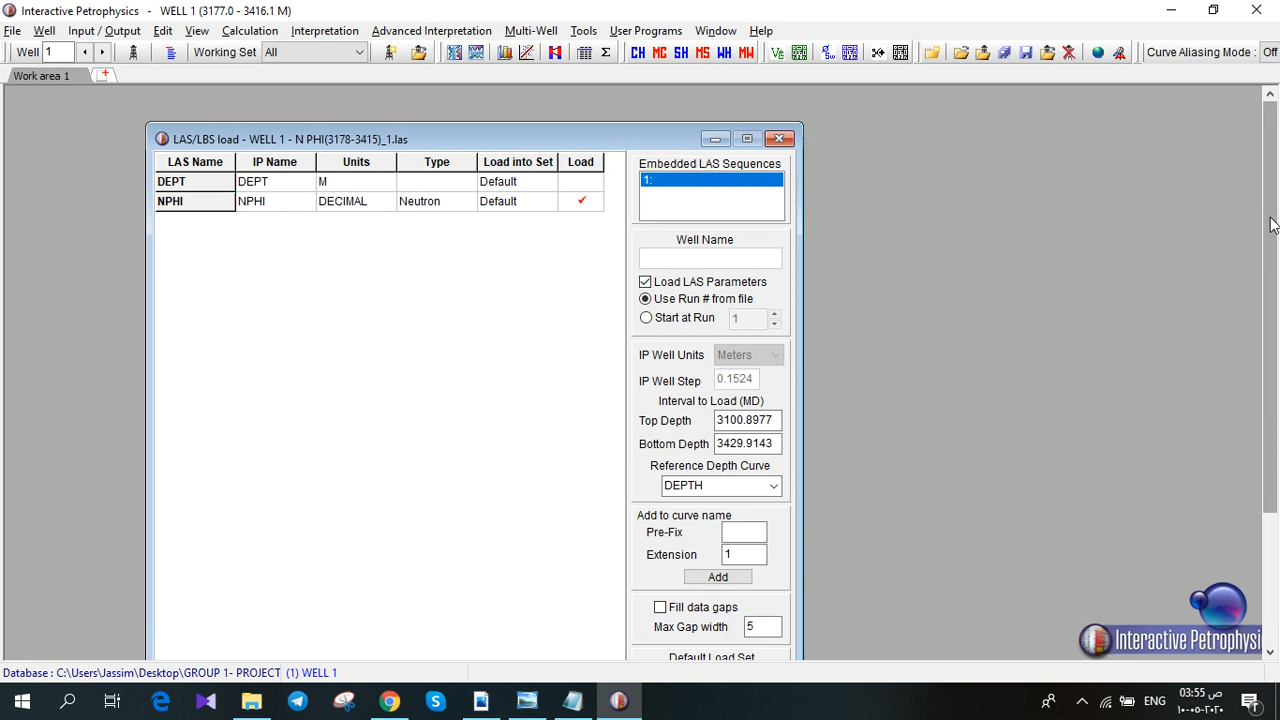 Interactive Petrophysics - WELL 1 (3177.0 - 3416.1 M)
File Well Input / Output Edit View Calculation Interpretation Advanced Interpretation Multi-Well Tools User Programs Window Help
Well 1 Working Set All CH MC SH MS WH MW Curve Aliasing Mode : Off
Work area 1
LAS/LBS load - WELL 1 - N PHI(3178-3415)_1.las
LAS Name IP Name Units Type Load into Set Load
DEPT DEPT M Default
NPHI NPHI DECIMAL Neutron Default
Embedded LAS Sequences
1:
Well Name
Load LAS Parameters
Use Run # from file
Start at Run 1
IP Well Units Meters
IP Well Step 0.1524
Interval to Load (MD)
Top Depth 3100.8977
Bottom Depth 3429.9143
Reference Depth Curve
DEPTH
Add to curve name
Pre-Fix
Extension 1
Add
Fill data gaps
Max Gap width 5
Default Load Set
Interactive Petrophysi
Database : C:\Users\Jassim\Desktop\GROUP 1- PROJECT (1) WELL 1
ENG
03:55 ص